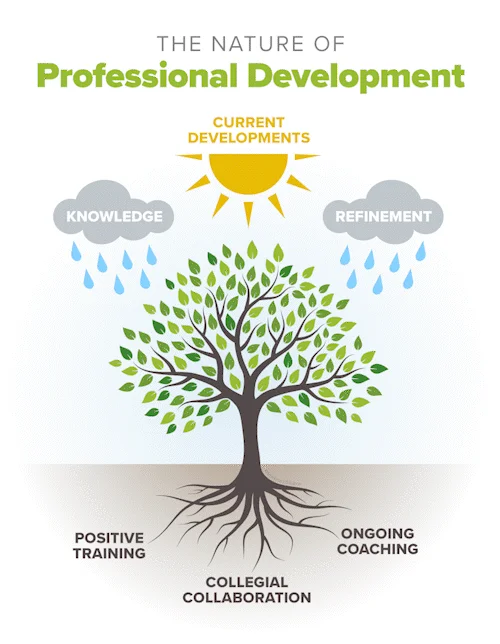 THE NATURE OF
Professional Development
CURRENT
DEVELOPMENTS
KNOWLEDGE
REFINEMENT
POSITIVE
TRAINING
ONGOING
COACHING
COLLEGIAL
COLLABORATION